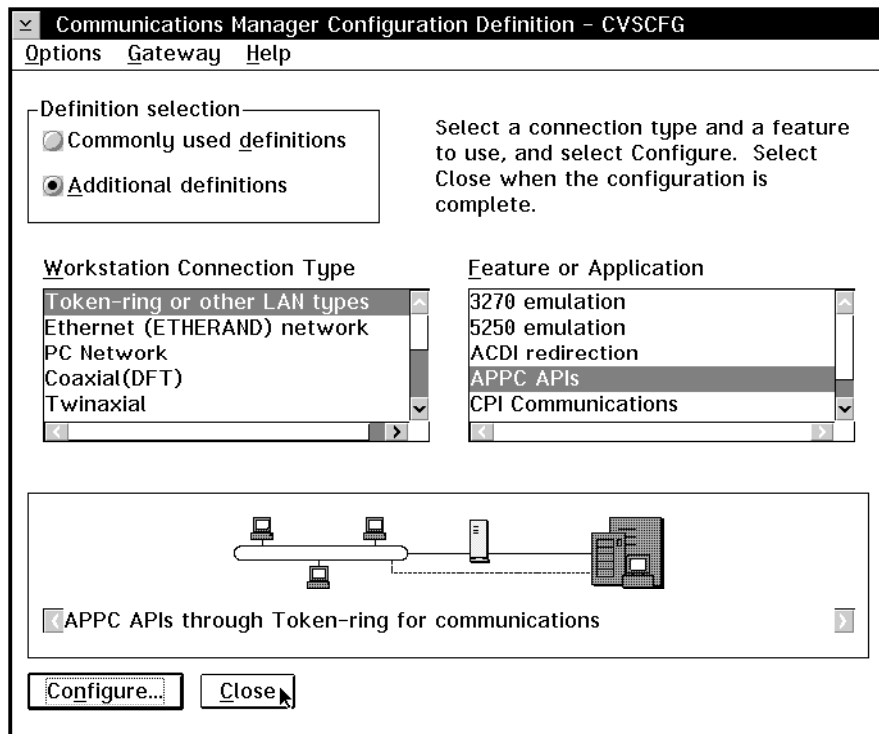 Communications Manager Configuration Definition - CVSCFG
Options Gateway Help
Definition selection
Commonly used definitions
Additional definitions
Select a connection type and a feature
to use, and select Configure. Select
Close when the configuration is
complete.
Workstation Connection Type
Token-ring or other LAN types
Ethernet (ETHERAND) network
PC Network
Coaxial(DFT)
Twinaxial
Feature or Application
3270 emulation
5250 emulation
ACDI redirection
APPC APIs
CPI Communications
APPC APIs through Token-ring for communications
Configure...
Close